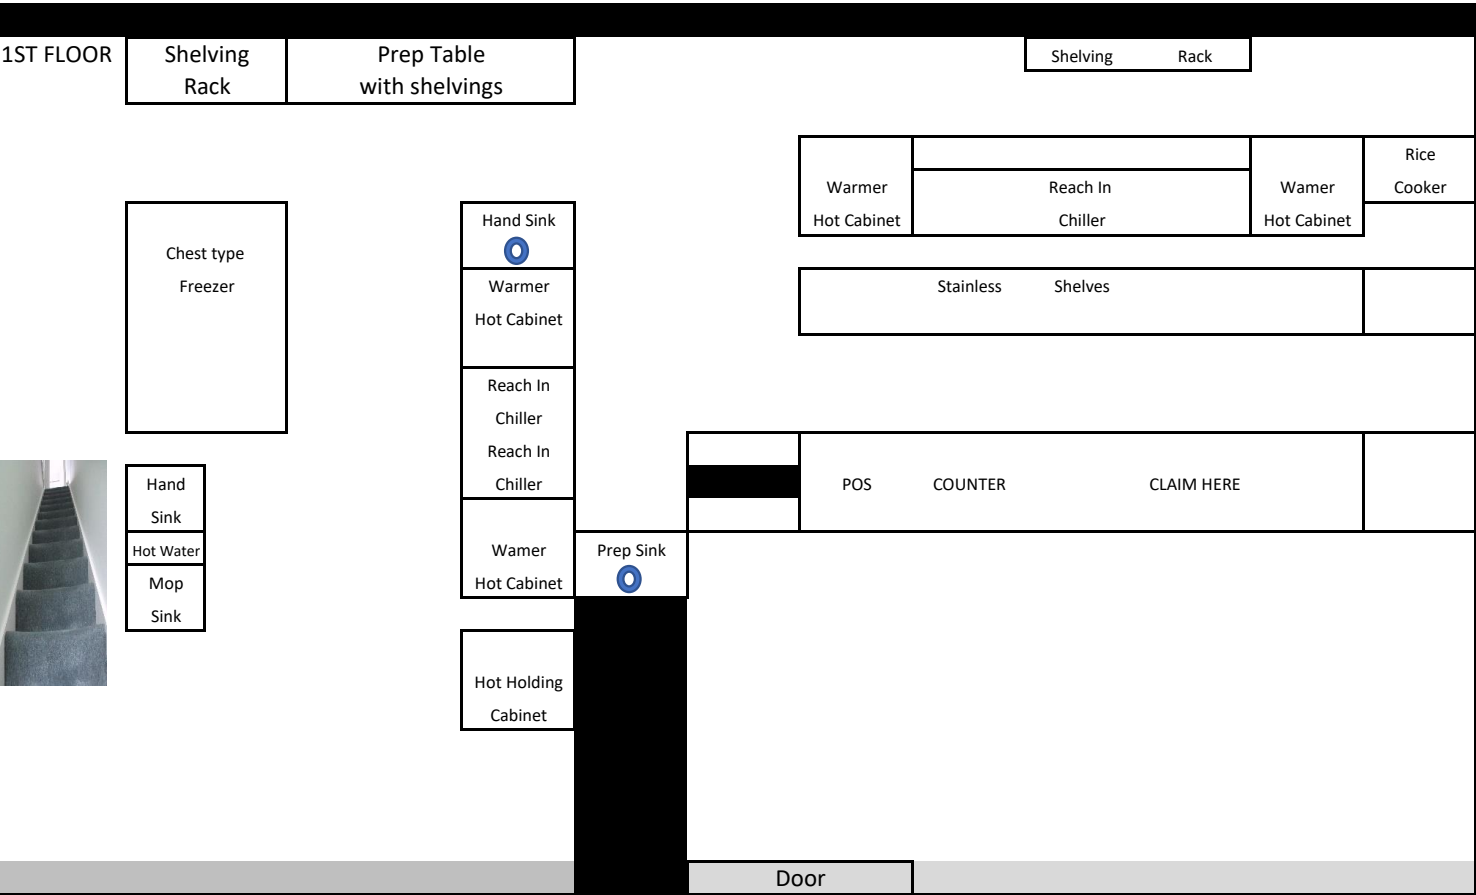 1ST FLOOR
Shelving
Rack
Prep Table
with shelvings
Shelving Rack
Warmer
Hot Cabinet
Reach In
Chiller
Wamer
Hot Cabinet
Rice
Cooker
Chest type
Freezer
Hand Sink
Warmer
Hot Cabinet
Reach In
Chiller
Reach In
Chiller
Wamer
Hot Cabinet
Prep Sink
Stainless Shelves
POS COUNTER CLAIM HERE
Hand
Sink
Hot Water
Mop
Sink
Hot Holding
Cabinet
Door